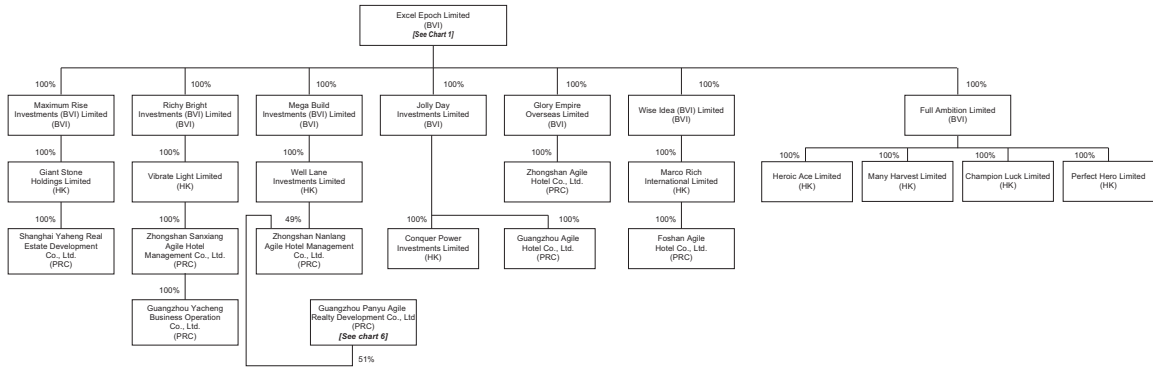 Excel Epoch Limited
(BVI)
[See Chart 1]
100%
100%
100%
100%
100%
100%
100%
Maximum Rise
Investments (BVI) Limited
(BVI)
Richy Bright
Investments (BVI) Limited
(BVI)
Mega Build
Investments (BVI) Limited
(BVI)
Jolly Day
Investments Limited
(BVI)
Glory Empire
Overseas Limited
(BVI)
Wise Idea (BVI) Limited
(BVI)
Full Ambition Limited
(BVI)
100%
100%
100%
100%
100%
100%
100%
100%
100%
Giant Stone
Holdings Limited
(HK)
Vibrate Light Limited
(HK)
Well Lane
Investments Limited
(HK)
Zhongshan Agile
Hotel Co., Ltd.
(PRC)
Marco Rich
International Limited
(HK)
Heroic Ace Limited
(HK)
Many Harvest Limited
(HK)
Champion Luck Limited
(HK)
Perfect Hero Limited
(HK)
100%
100%
49%
100%
100%
100%
Shanghai Yaheng Real
Estate Development
Co., Ltd.
(PRC)
Zhongshan Sanxiang
Agile Hotel
Management Co., Ltd.
(PRC)
Zhongshan Nanlang
Agile Hotel Management
Co., Ltd.
(PRC)
Conquer Power
Investments Limited
(HK)
Guangzhou Agile
Hotel Co., Ltd.
(PRC)
Foshan Agile
Hotel Co., Ltd.
(PRC)
100%
Guangzhou Yacheng
Business Operation
Co., Ltd.
(PRC)
Guangzhou Panyu Agile
Realty Development Co., Ltd
(PRC)
[See chart 6]
51%